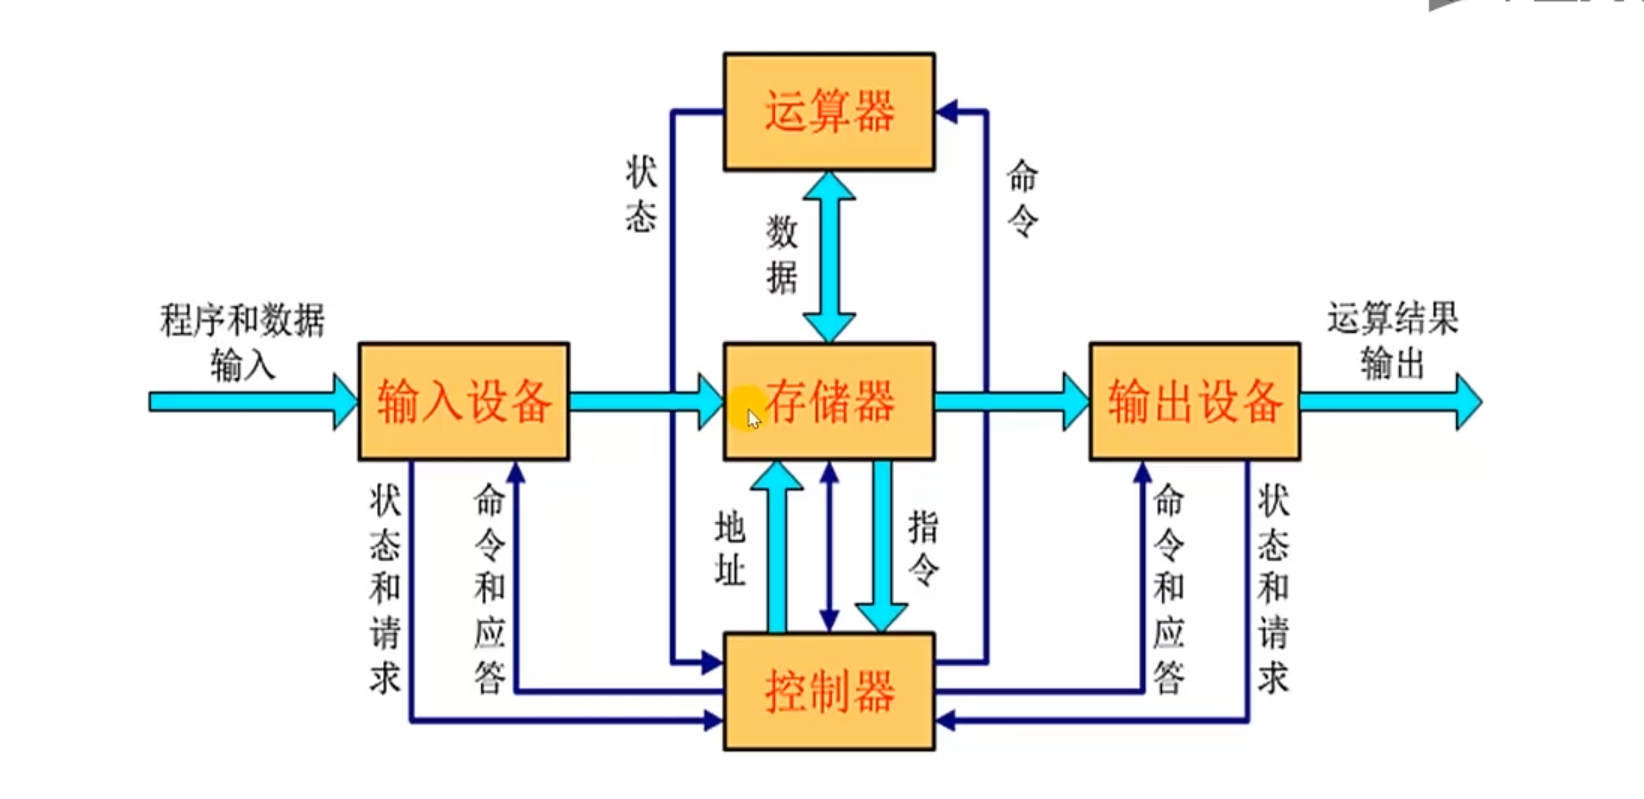 运算器
状态
命令
数据
程序和数据
输入
运算结果
输出
输入设备
存储器
输出设备
状态和请求
命令和应答
地址
指令
命令和应答
状态和请求
控制器